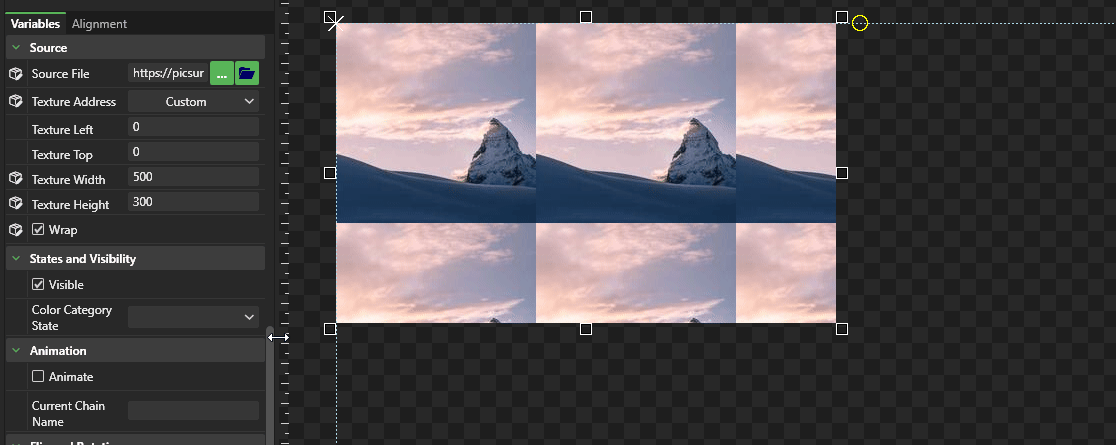 Variables Alignment
Source
Source File https://picsur ...
Texture Address Custom
Texture Left 0
Texture Top 0
Texture Width 500
Texture Height 300
Wrap
States and Visibility
Visible
Color Category
State
Animation
Animate
Current Chain
Name